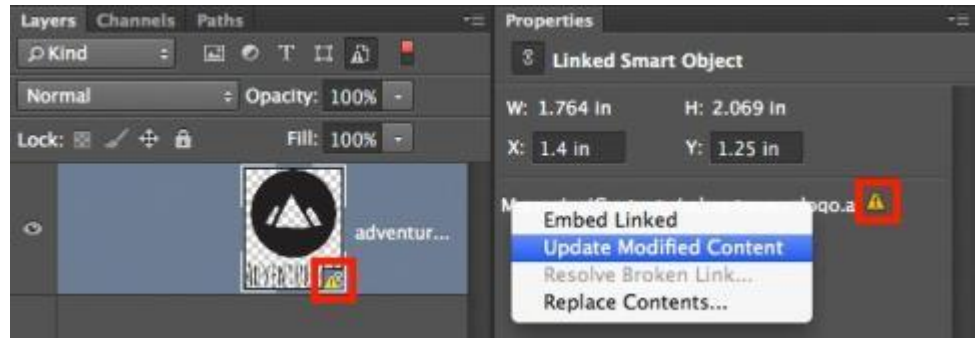 Layers Channels Paths
Kind
Normal Opacity: 100%
Lock: Fill: 100%
adventur...
Properties
Linked Smart Object
W: 1.764 in H: 2.069 in
X: 1.4 in Y: 1.25 in
Embed Linked
Update Modified Content
Resolve Broken Link...
Replace Contents...